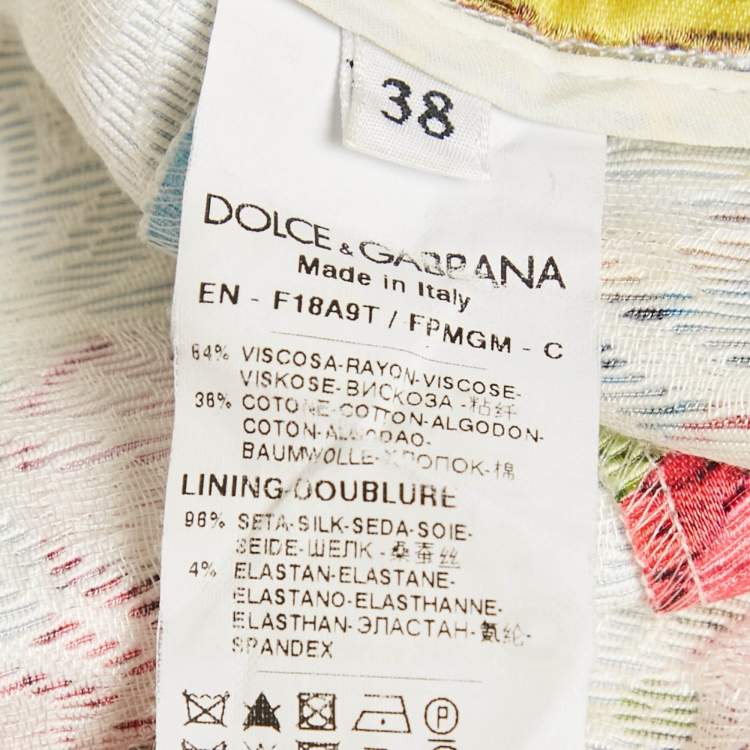 38
DOLCE & GABBANA
Made in Italy
EN - F18A9T / FPMGM - C
64% VISCOSA-RAYON-VISCOSE-
VISKOSE-ВИСКОЗА-粘纤
36% COTONE-COTTON-ALGODON-
COTON-ALGODAO-
BAUMWOLLE-ХЛОПОК-棉
LINING-DOUBLURE
96% SETA-SILK-SEDA-SOIE-
SEIDE-ШЕЛК-桑蚕丝
4% ELASTAN-ELASTANE-
ELASTANO-ELASTHANNE-
ELASTHAN-ЭЛАСТАН-氨纶-
SPANDEX
P